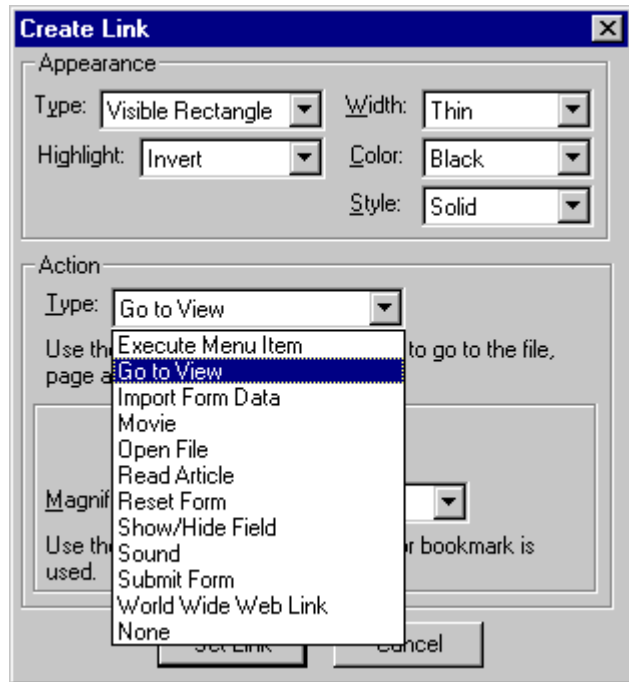 Create Link
Appearance
Type: Visible Rectangle
Width: Thin
Highlight: Invert
Color: Black
Style: Solid
Action
Type: Go to View
Execute Menu Item
Go to View
Import Form Data
Movie
Open File
Read Article
Reset Form
Show/Hide Field
Sound
Submit Form
World Wide Web Link
None
Use the to go to the file,
page
Use the bookmark is
used.
Set Link
Cancel